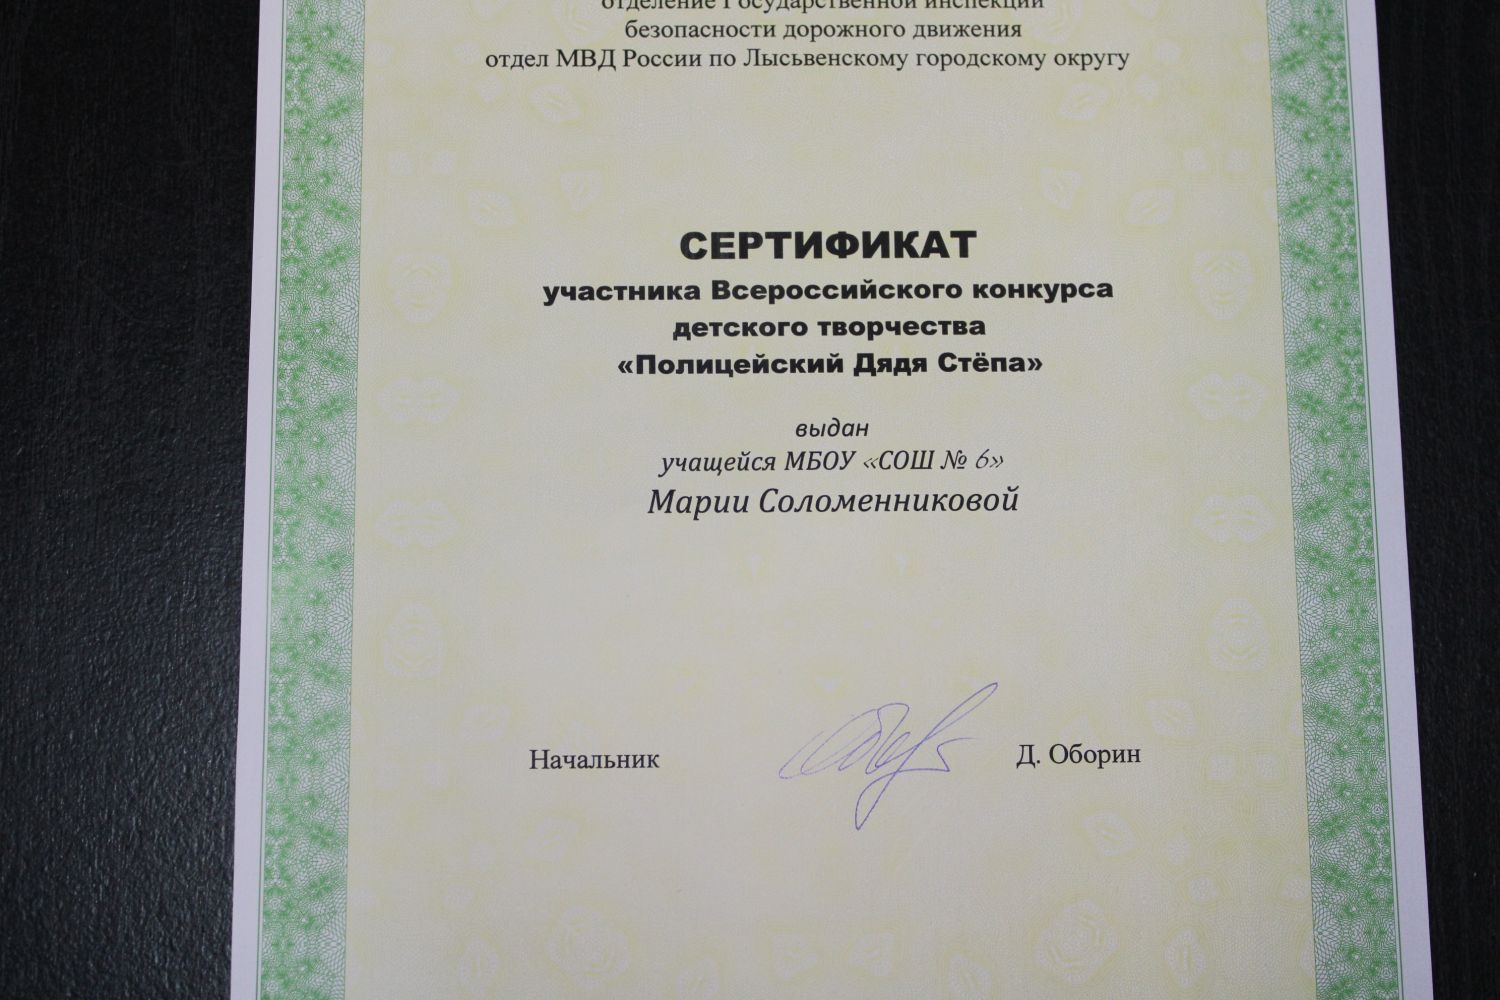 отделение Государственной инспекции
безопасности дорожного движения
отдел МВД России по Лысьвенскому городскому округу
СЕРТИФИКАТ
участника Всероссийского конкурса
детского творчества
«Полицейский Дядя Стёпа»
выдан
учащейся МБОУ «СОШ № 6»
Марии Соломенниковой
Начальник Д. Оборин